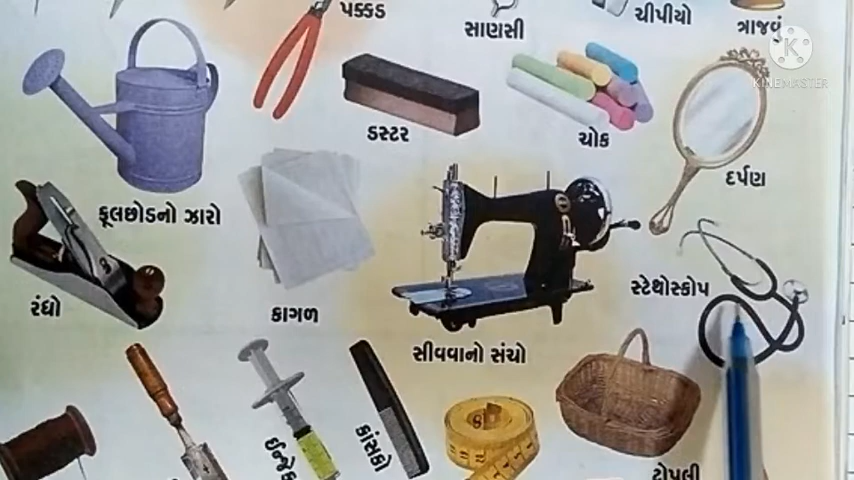 પક્કડ
સાણસી
ચીપીયો
ત્રાજવું
KINEMASTER
ડસ્ટર
ચોક
દર્પણ
ફૂલછોડનો ઝારો
રંધો
કાગળ
સ્ટેથોસ્કોપ
સીવવાનો સંચો
કાંસકો
ટોપલી